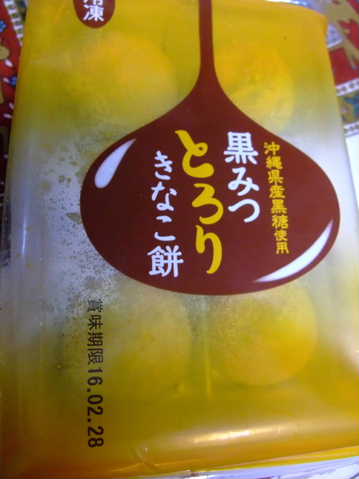 冷凍
沖縄県産黒糖使用
黒みつ
とろり
きなこ餅
賞味期限16.02.28